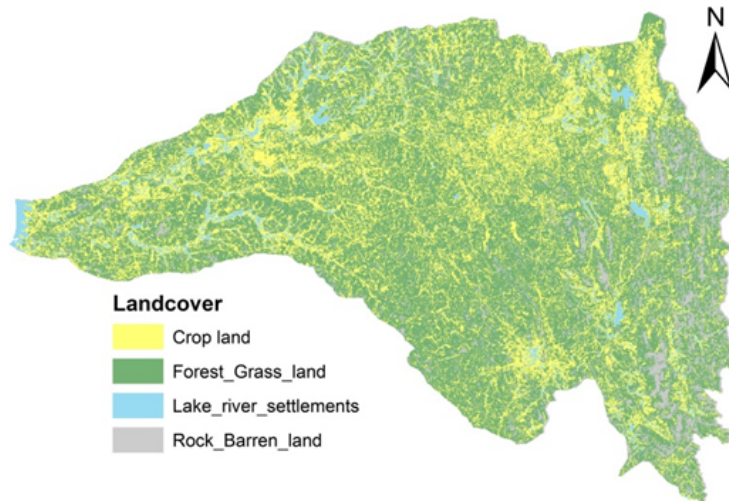 N
Landcover
Crop land
Forest_Grass_land
Lake_river_settlements
Rock_Barren_land